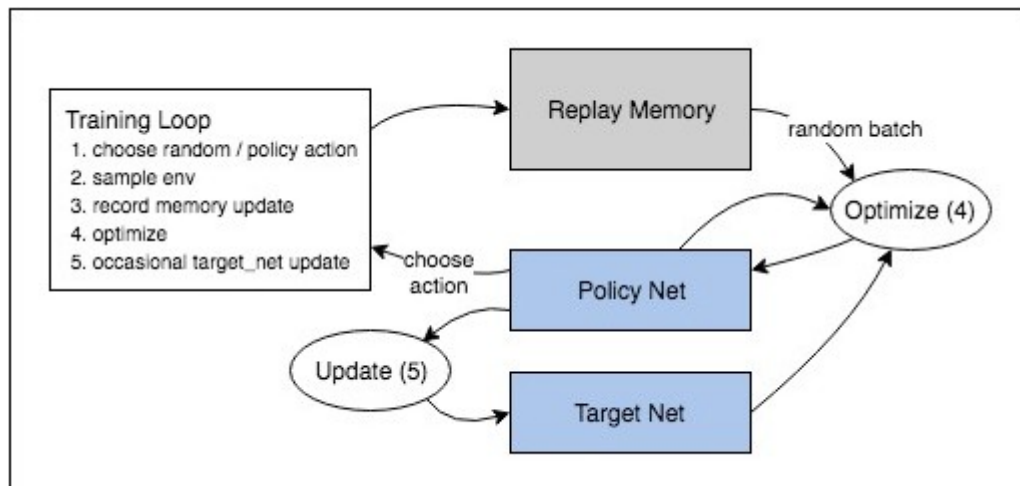 Training Loop
1. choose random / policy action
2. sample env
3. record memory update
4. optimize
5. occasional target_net update
Replay Memory
random batch
Optimize (4)
choose
action
Policy Net
Update (5)
Target Net